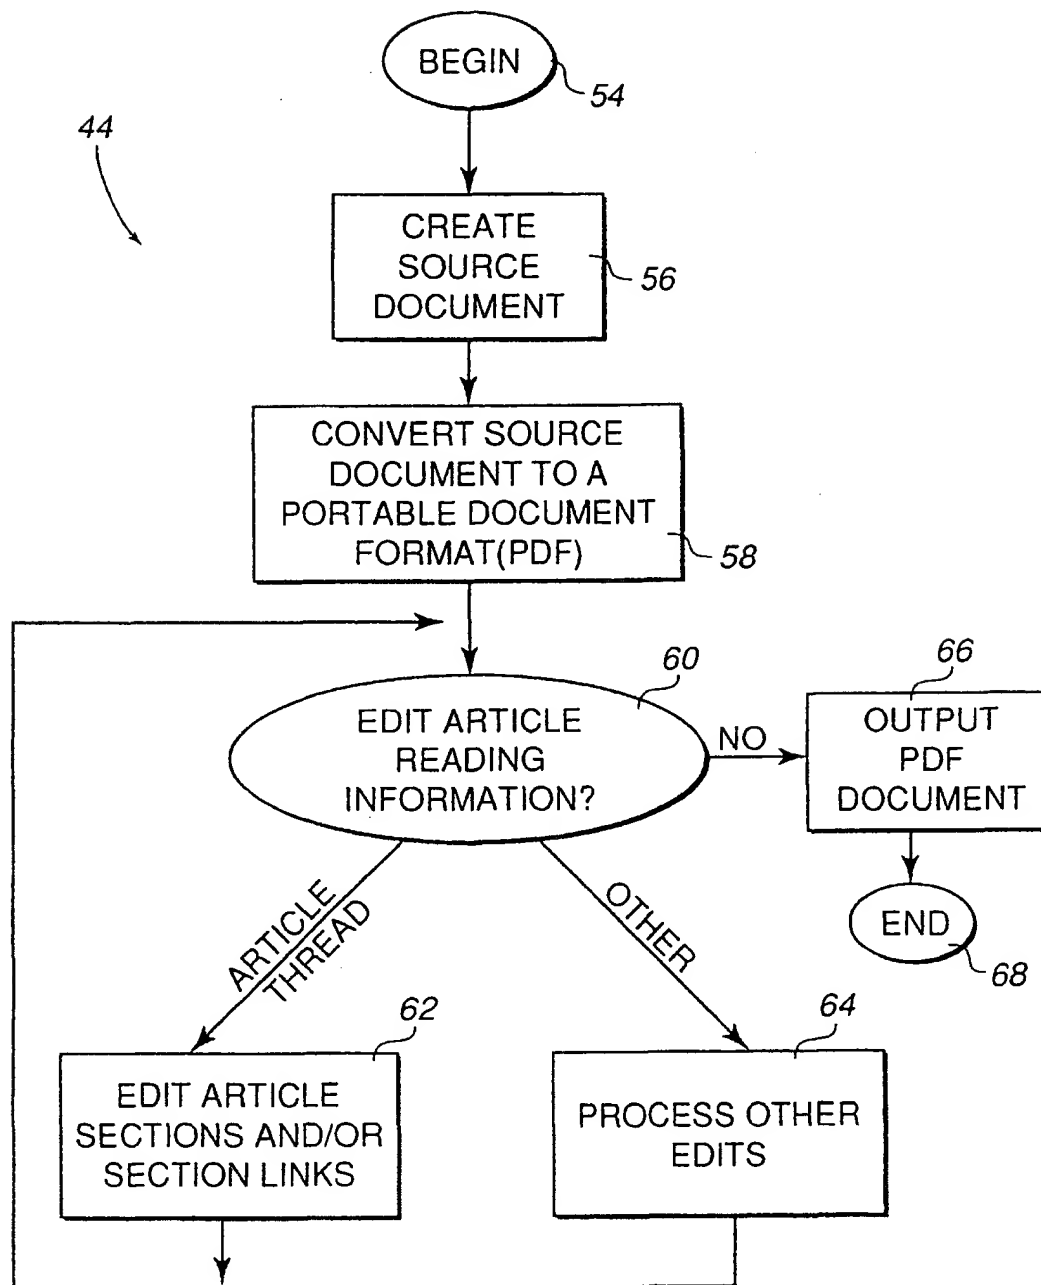 BEGIN
54
44
CREATE
SOURCE
DOCUMENT
56
CONVERT SOURCE
DOCUMENT TO A
PORTABLE DOCUMENT
FORMAT(PDF)
58
60
EDIT ARTICLE
READING
INFORMATION?
NO
66
OUTPUT
PDF
DOCUMENT
END
68
ARTICLE
THREAD
OTHER
62
EDIT ARTICLE
SECTIONS AND/OR
SECTION LINKS
64
PROCESS OTHER
EDITS